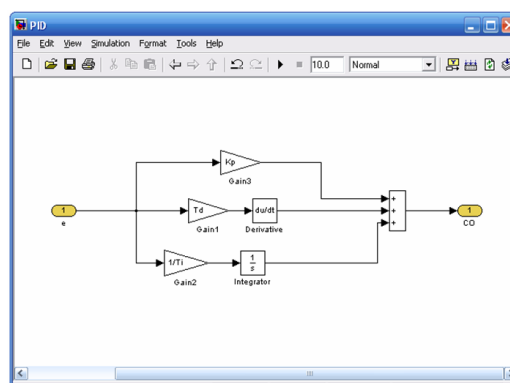 PID
File Edit View Simulation Format Tools Help
10.0 Normal
Kp
Gain3
1
e
Td
Gain1
du/dt
Derivative
+
+
+
1
CO
1/Ti
Gain2
1
s
Integrator